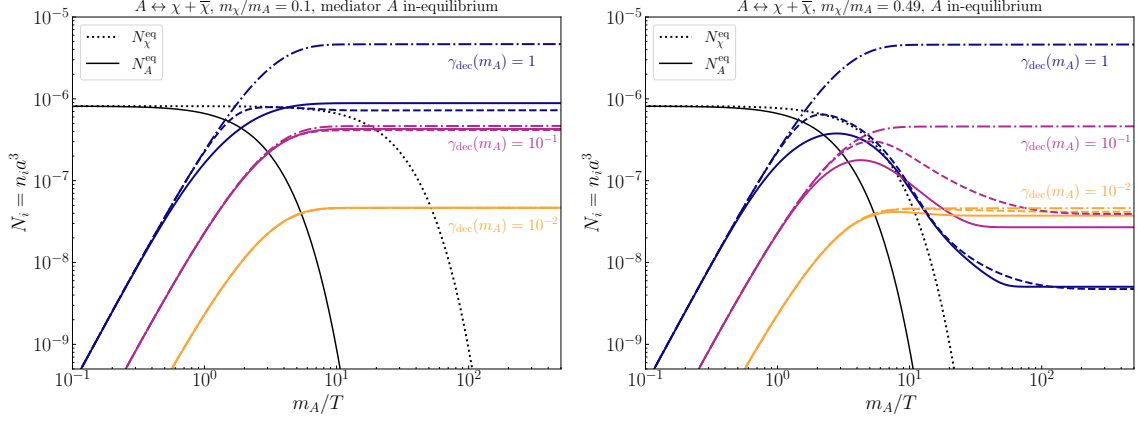 A ↔ χ + χ̅, m_χ/m_A = 0.1, mediator A in-equilibrium
N_χ^eq
N_A^eq
γ_dec(m_A) = 1
γ_dec(m_A) = 10^−1
γ_dec(m_A) = 10^−2
10^−5
10^−6
10^−7
10^−8
10^−9
N_i = n_i a^3
10^−1
10^0
10^1
10^2
m_A/T
A ↔ χ + χ̅, m_χ/m_A = 0.49, A in-equilibrium
N_χ^eq
N_A^eq
γ_dec(m_A) = 1
γ_dec(m_A) = 10^−1
γ_dec(m_A) = 10^−2
10^−5
10^−6
10^−7
10^−8
10^−9
N_i = n_i a^3
10^−1
10^0
10^1
10^2
m_A/T